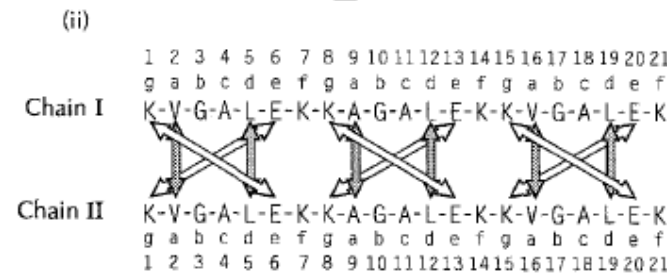 (ii)
1 2 3 4 5 6 7 8 9 10 11 12 13 14 15 16 17 18 19 20 21
g a b c d e f g a b c d e f g a b c d e f
Chain I K-V-G-A-L-E-K-K-A-G-A-L-E-K-K-V-G-A-L-E-K
Chain II K-V-G-A-L-E-K-K-A-G-A-L-E-K-K-V-G-A-L-E-K
g a b c d e f g a b c d e f g a b c d e f
1 2 3 4 5 6 7 8 9 10 11 12 13 14 15 16 17 18 19 20 21